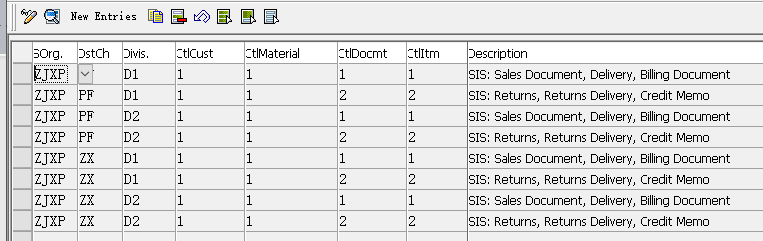 New Entries
SOrg. DstCh Divis. CtlCust CtlMaterial CtlDocmt CtlItm Description
ZJXP D1 1 1 1 1 SIS: Sales Document, Delivery, Billing Document
ZJXP PF D1 1 1 2 2 SIS: Returns, Returns Delivery, Credit Memo
ZJXP PF D2 1 1 1 1 SIS: Sales Document, Delivery, Billing Document
ZJXP PF D2 1 1 2 2 SIS: Returns, Returns Delivery, Credit Memo
ZJXP ZX D1 1 1 1 1 SIS: Sales Document, Delivery, Billing Document
ZJXP ZX D1 1 1 2 2 SIS: Returns, Returns Delivery, Credit Memo
ZJXP ZX D2 1 1 1 1 SIS: Sales Document, Delivery, Billing Document
ZJXP ZX D2 1 1 2 2 SIS: Returns, Returns Delivery, Credit Memo